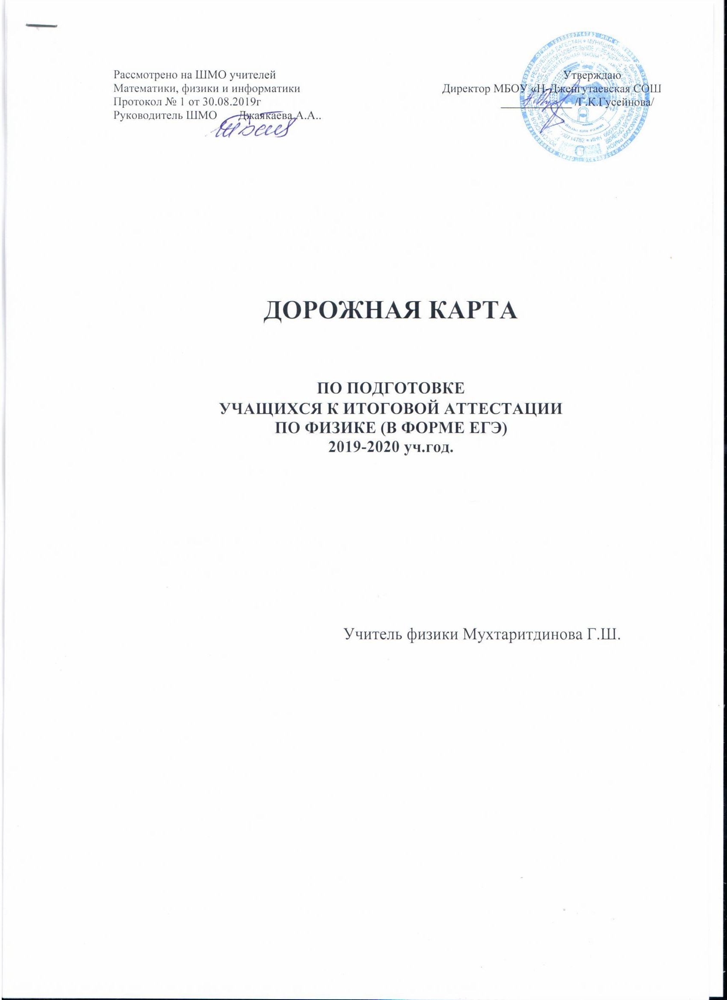 Рассмотрено на ШМО учителей
Математики, физики и информатики
Протокол № 1 от 30.08.2019г
Руководитель ШМО Джаякаева А.А..
Утверждаю
Директор МБОУ «Н-Дженгутаевская СОШ
/Г.К.Гусейнова/
ДОРОЖНАЯ КАРТА
ПО ПОДГОТОВКЕ
УЧАЩИХСЯ К ИТОГОВОЙ АТТЕСТАЦИИ
ПО ФИЗИКЕ (В ФОРМЕ ЕГЭ)
2019-2020 уч.год.
Учитель физики Мухтаритдинова Г.Ш.